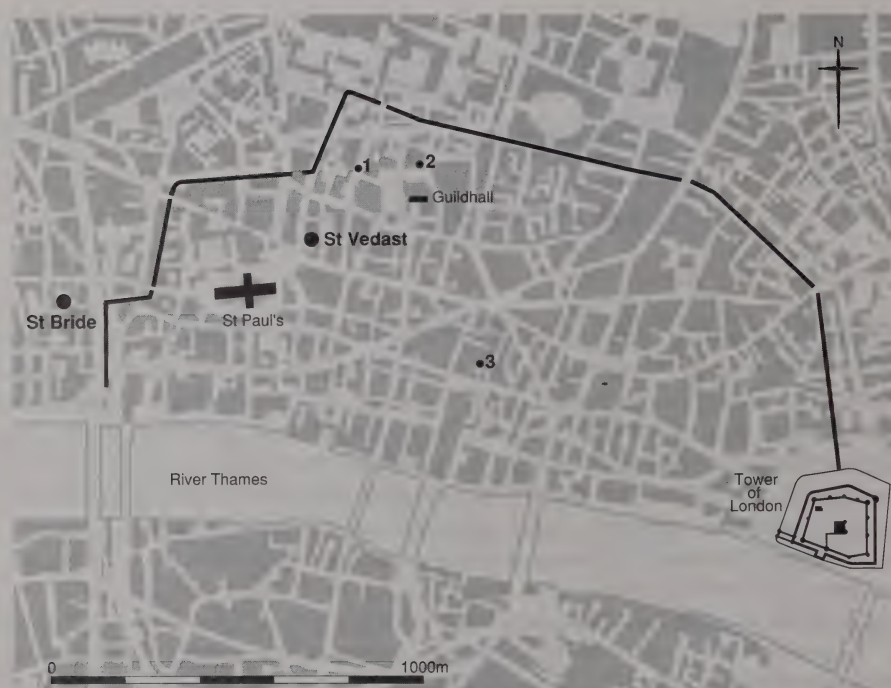 N
1
2
Guildhall
St Vedast
St Bride
St Paul's
3
River Thames
Tower
of
London
0
1000m